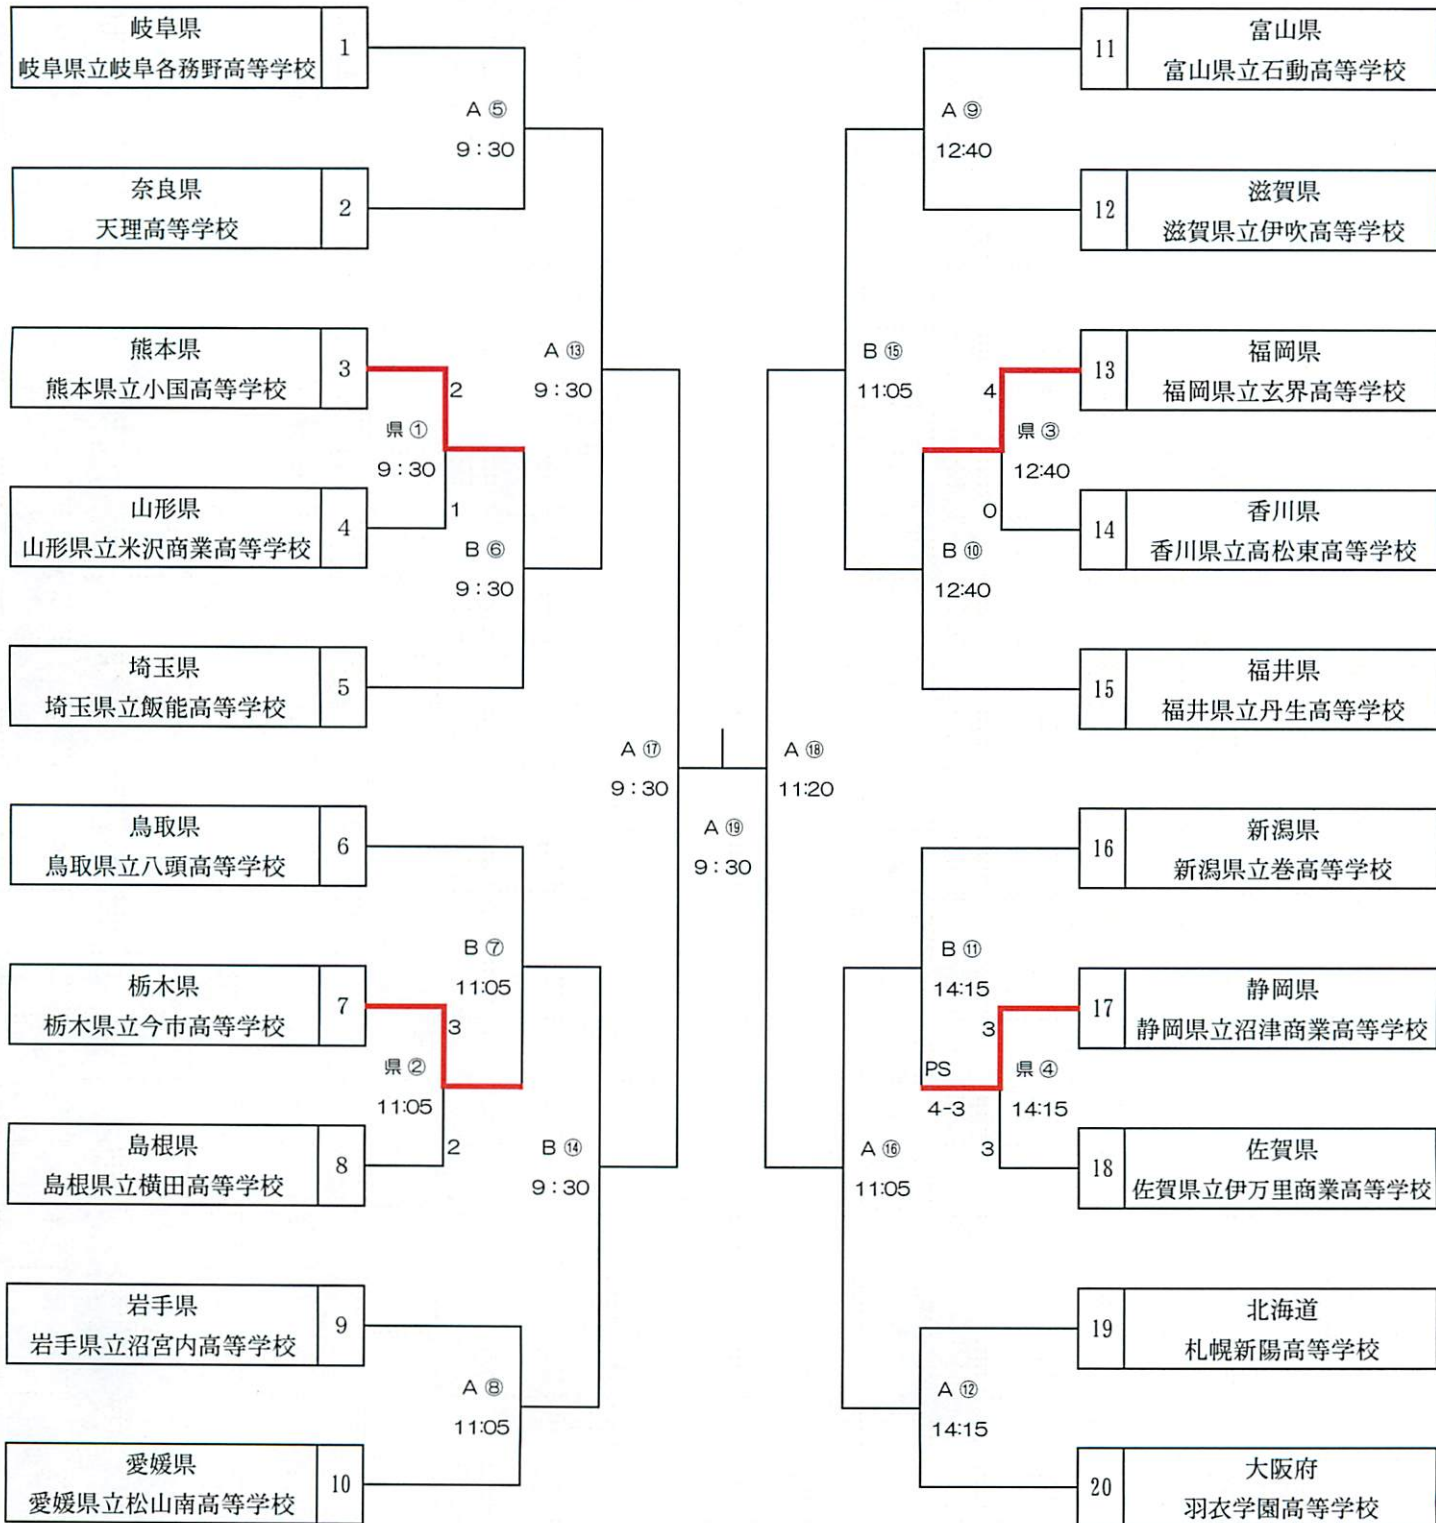 岐阜県
岐阜県立岐阜各務野高等学校
1
A ⑤
9：30
奈良県
天理高等学校
2
熊本県
熊本県立小国高等学校
3
2
A ⑬
9：30
県 ①
9：30
山形県
山形県立米沢商業高等学校
4
1
B ⑥
9：30
埼玉県
埼玉県立飯能高等学校
5
A ⑰
9：30
鳥取県
鳥取県立八頭高等学校
6
B ⑦
11:05
栃木県
栃木県立今市高等学校
7
3
県 ②
11:05
島根県
島根県立横田高等学校
8
2
B ⑭
9：30
岩手県
岩手県立沼宮内高等学校
9
A ⑧
11:05
愛媛県
愛媛県立松山南高等学校
10
A ⑲
9：30
11
富山県
富山県立石動高等学校
A ⑨
12:40
12
滋賀県
滋賀県立伊吹高等学校
B ⑮
11:05
4
13
福岡県
福岡県立玄界高等学校
県 ③
12:40
0
14
香川県
香川県立高松東高等学校
B ⑩
12:40
15
福井県
福井県立丹生高等学校
A ⑱
11:20
16
新潟県
新潟県立巻高等学校
B ⑪
14:15
3
17
静岡県
静岡県立沼津商業高等学校
PS
4-3
県 ④
14:15
A ⑯
11:05
3
18
佐賀県
佐賀県立伊万里商業高等学校
19
北海道
札幌新陽高等学校
A ⑫
14:15
20
大阪府
羽衣学園高等学校